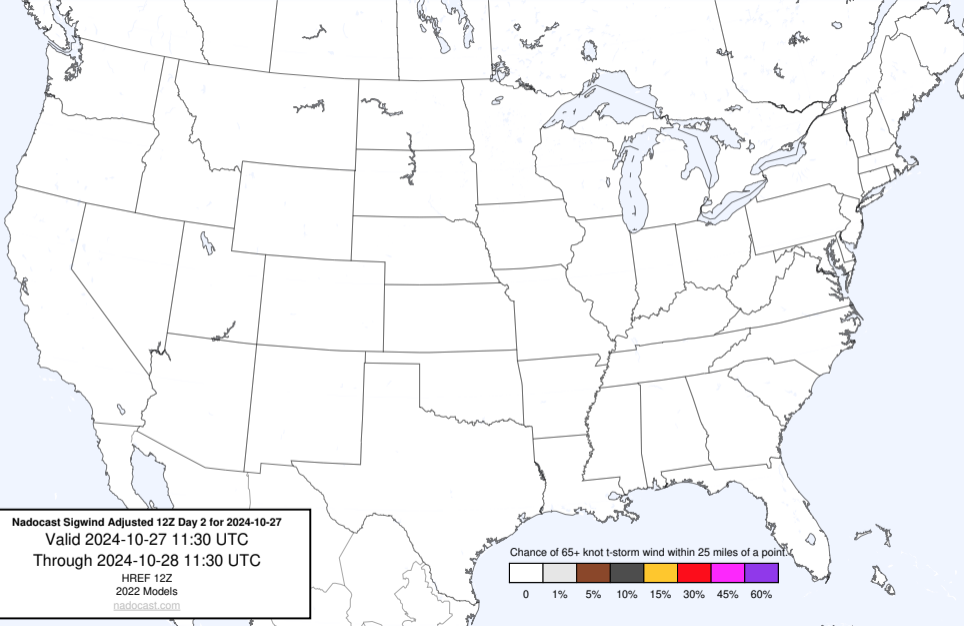 Nadocast Sigwind Adjusted 12Z Day 2 for 2024-10-27
Valid 2024-10-27 11:30 UTC
Through 2024-10-28 11:30 UTC
HREF 12Z
2022 Models
nadocast.com
Chance of 65+ knot t-storm wind within 25 miles of a point.
0 1% 5% 10% 15% 30% 45% 60%